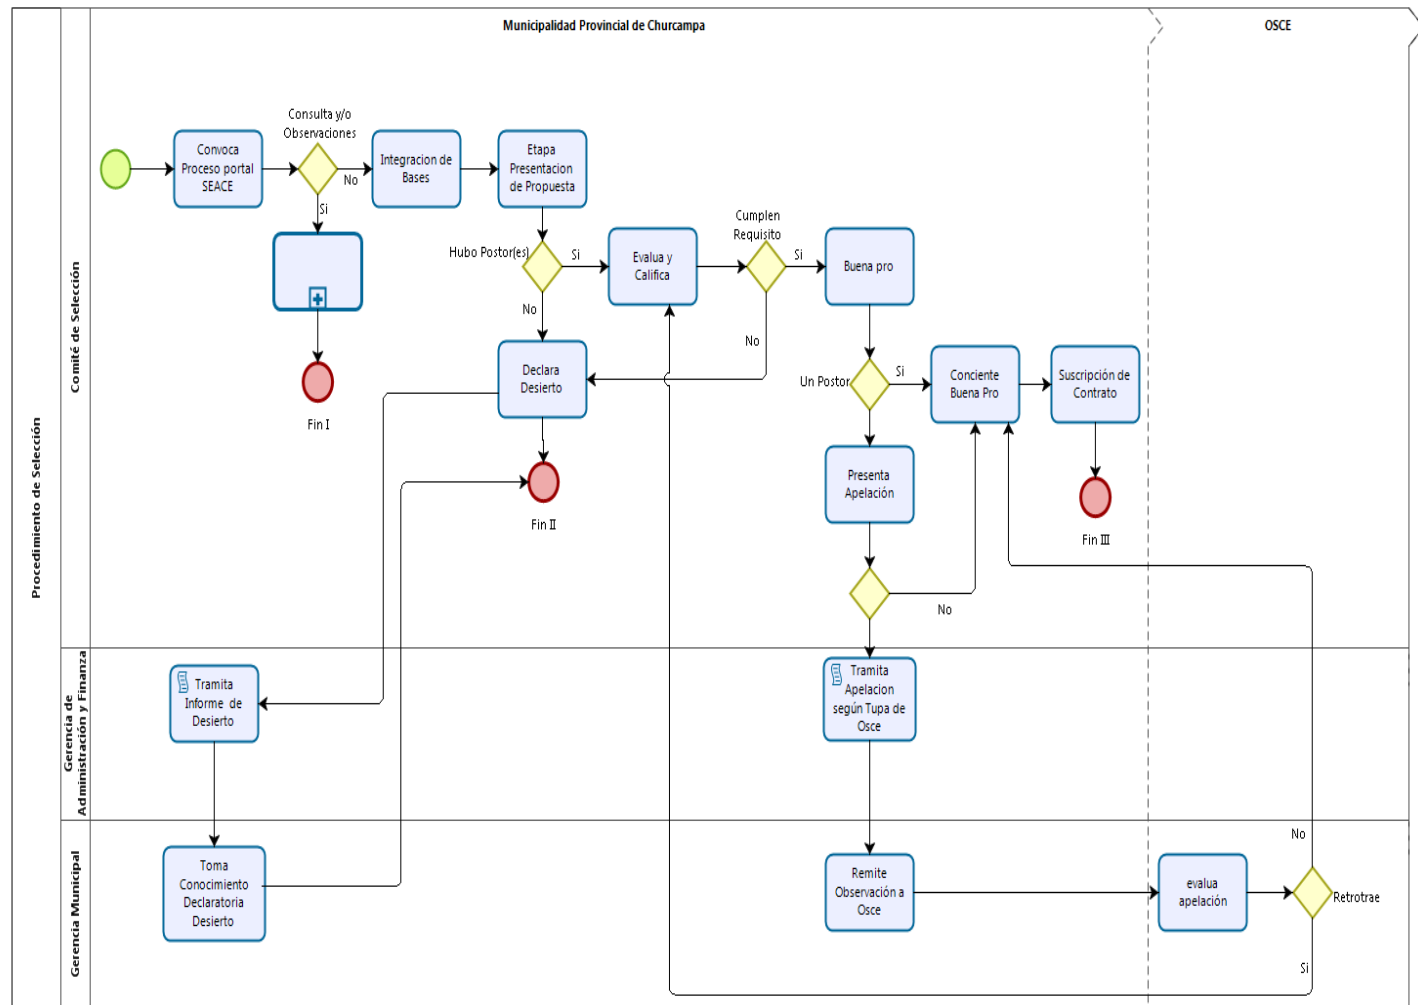 Municipalidad Provincial de Churcampa
OSCE
Procedimiento de Selección
Comité de Selección
Consulta y/o
Observaciones
Convoca
Proceso portal
SEACE
No
Si
Integracion de
Bases
Etapa
Presentacion
de Propuesta
Fin I
Hubo Postor(es)
Si
No
Evalua y
Califica
Cumplen
Requisito
Si
No
Buena pro
Declara
Desierto
Fin II
Un Postor
Si
Conciente
Buena Pro
Suscripción de
Contrato
Fin III
Presenta
Apelación
No
Gerencia de
Administración y Finanza
Tramita
Informe de
Desierto
Tramita
Apelacion
según Tupa de
Osce
Gerencia Municipal
Toma
Conocimiento
Declaratoria
Desierto
Remite
Observación a
Osce
evalua
apelación
No
Retrotrae
Si